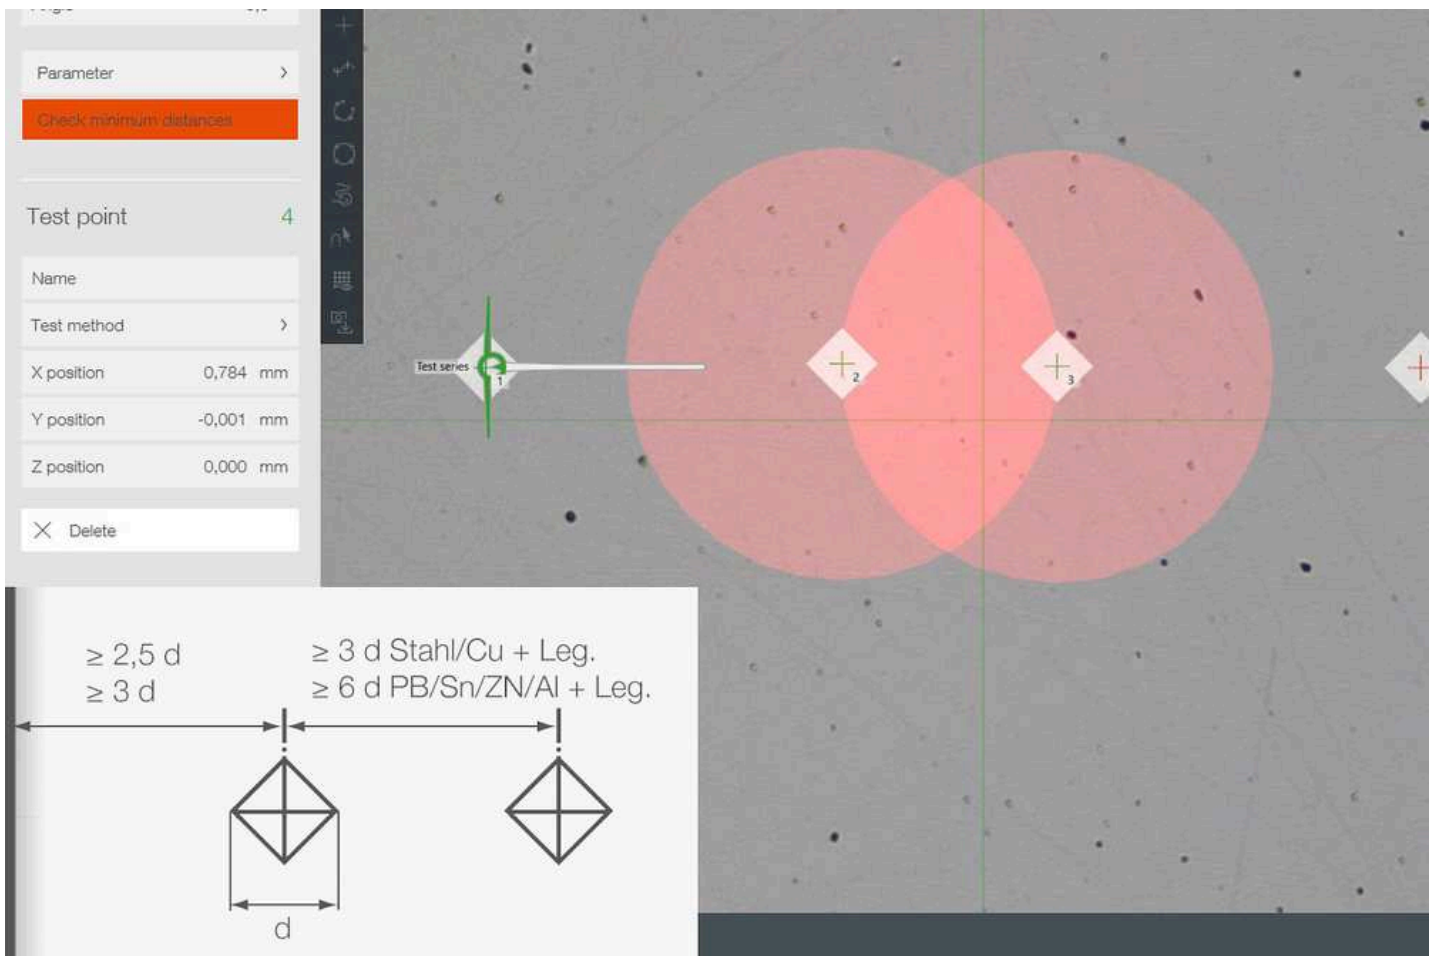 Parameter
Check minimum distances
Test point 4
Name
Test method
X position 0,784 mm
Y position -0,001 mm
Z position 0,000 mm
Delete
Test series
1
2
3
≥ 2,5 d
≥ 3 d
≥ 3 d Stahl/Cu + Leg.
≥ 6 d PB/Sn/ZN/Al + Leg.
d